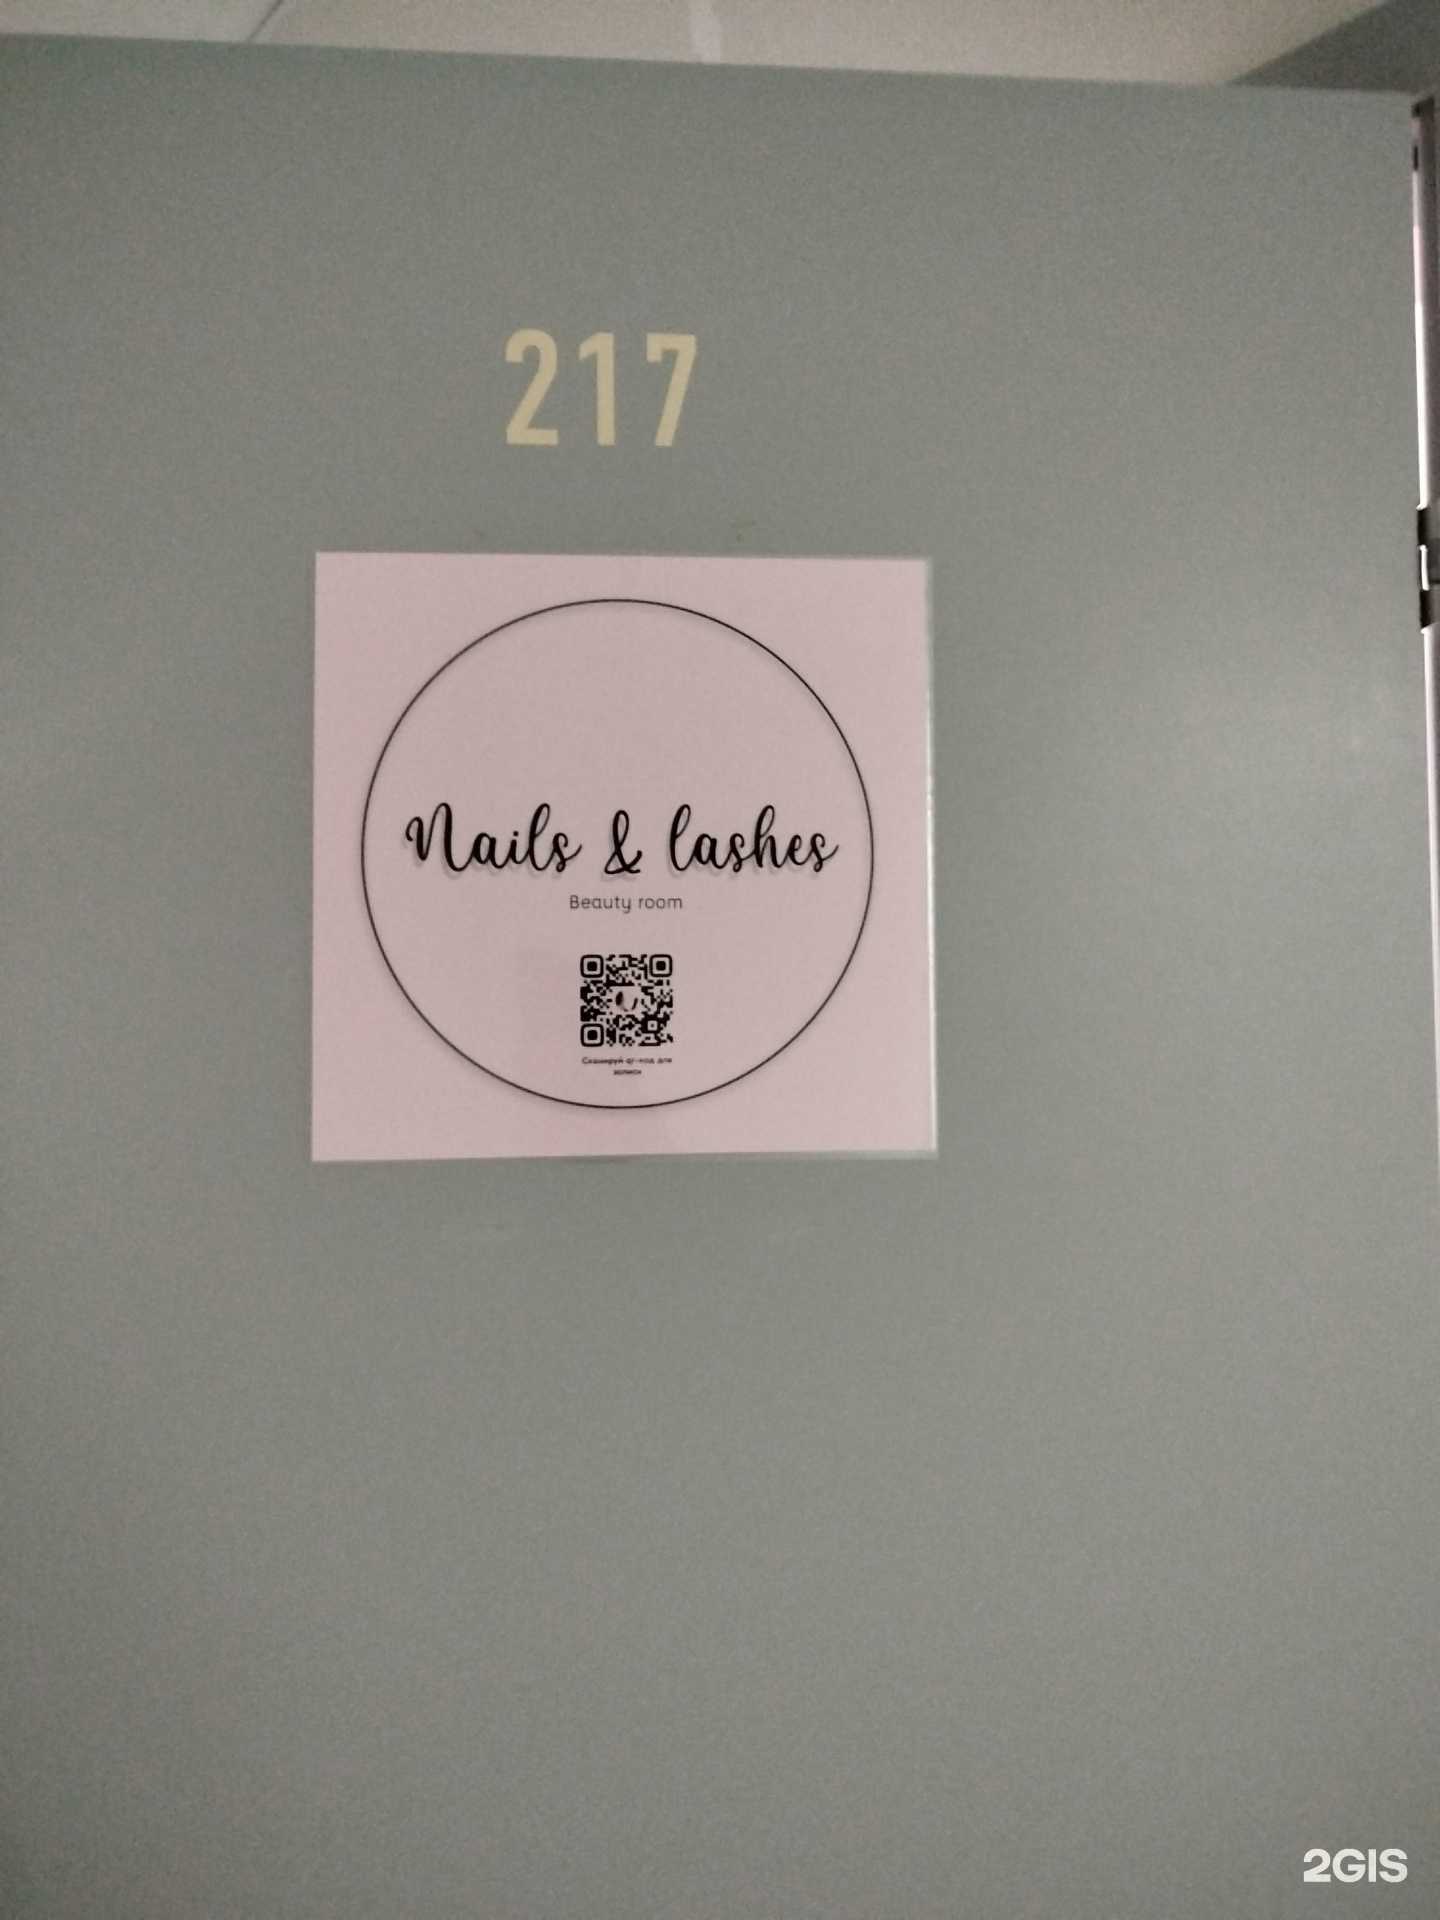 217
Nails & lashes
Beauty room
Сканируй qr-код для
записи
2GIS